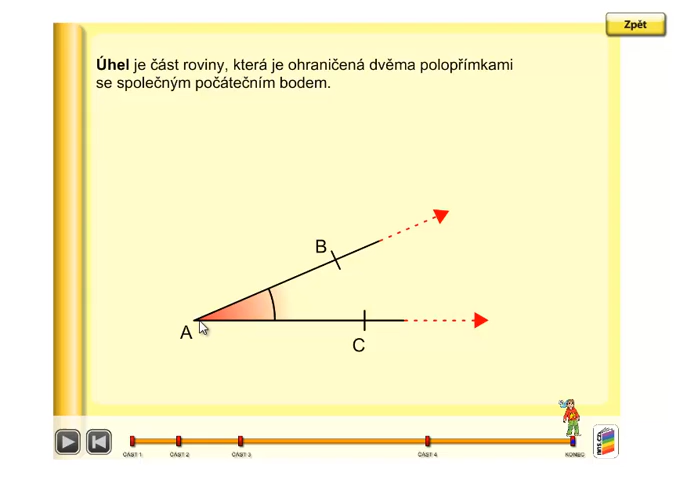 Zpět
Úhel je část roviny, která je ohraničená dvěma polopřímkami
se společným počátečním bodem.
B
A
C
ČÁST 1.
ČÁST 2.
ČÁST 3.
ČÁST 4.
KONEC